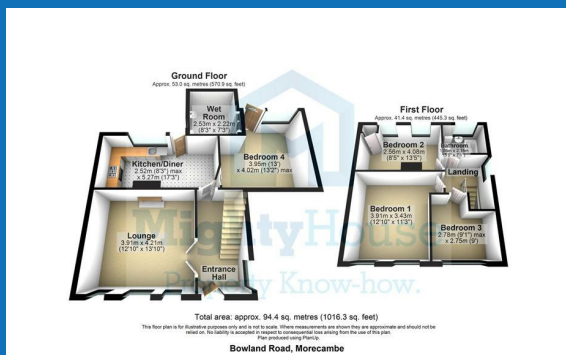 Ground Floor
Approx. 53.0 sq. metres (570.9 sq. feet)
Wet
Room
2.53m x 2.22m
(8'3" x 7'3")
Kitchen/Diner
2.52m (8'3") max
x 5.27m (17'3")
Bedroom 4
3.95m (13')
x 4.02m (13'2") max
Lounge
3.91m x 4.21m
(12'10" x 13'10")
Entrance
Hall
First Floor
Approx. 41.4 sq. metres (445.3 sq. feet)
Bedroom 2
2.56m x 4.08m
(8'5" x 13'5")
Bathroom
Landing
Bedroom 1
3.91m x 3.43m
(12'10" x 11'3")
Bedroom 3
2.78m (9'1") max
x 2.75m (9')
MightyHouse
Property Know-how.
Total area: approx. 94.4 sq. metres (1016.3 sq. feet)
This floor plan is for illustrative purposes only and is not to scale. Where measurements are shown they are approximate and should not be
relied on. No liability is accepted in respect to consequential loss arising from the use of this plan.
Plan produced using PlanUp.
Bowland Road, Morecambe